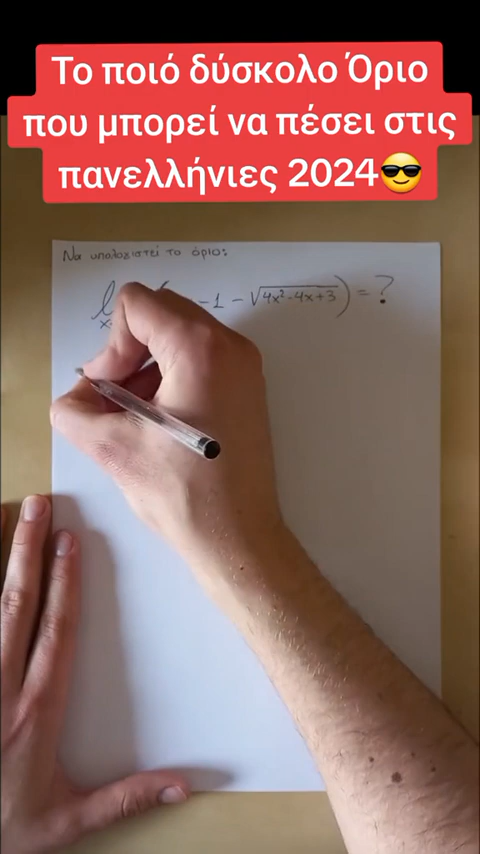 Το ποιό δύσκολο Όριο
που μπορεί να πέσει στις
πανελλήνιες 2024😎
Να υπολογιστεί το όριο:
-1 - √(4x²-4x+3) ) = ?